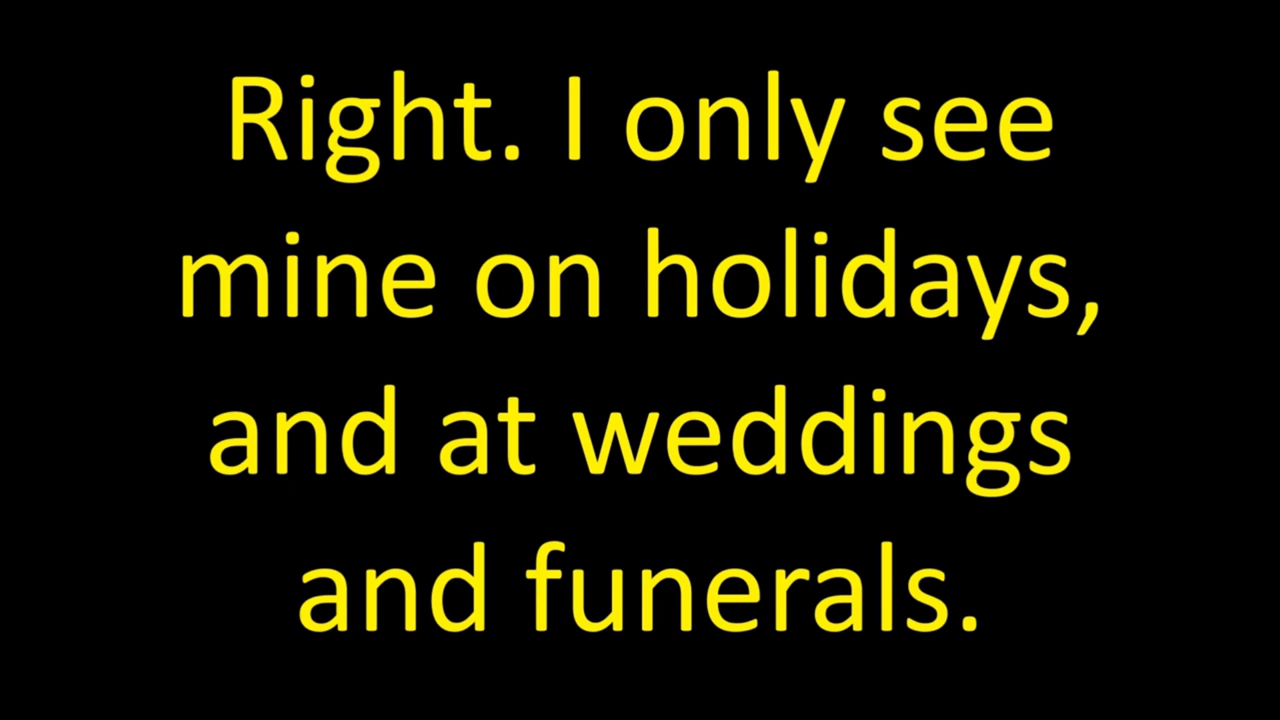 Right. I only see
mine on holidays,
and at weddings
and funerals.